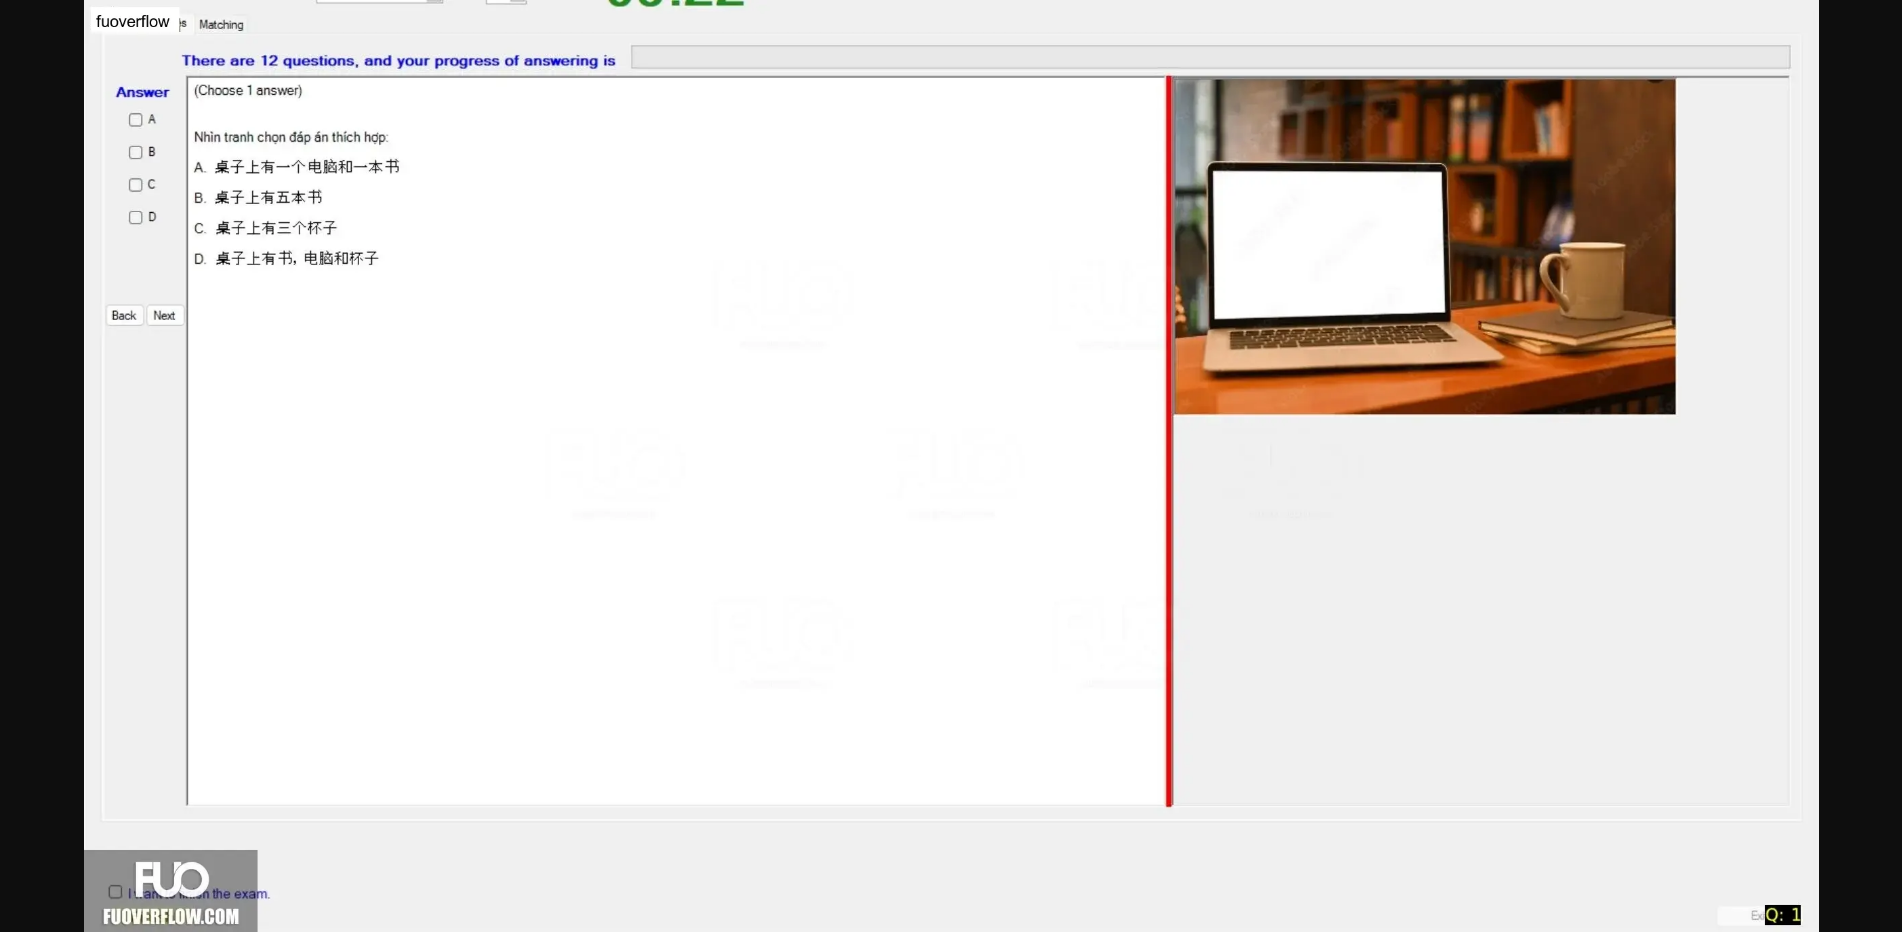 fuoverflow
Matching
There are 12 questions, and your progress of answering is
Answer
(Choose 1 answer)
A
B
C
D
Nhìn tranh chọn đáp án thích hợp:
A. 桌子上有一个电脑和一本书
B. 桌子上有五本书
C. 桌子上有三个杯子
D. 桌子上有书, 电脑和杯子
Back Next
FUO
I want the exam.
FUOVERFLOW.COM
Q: 1